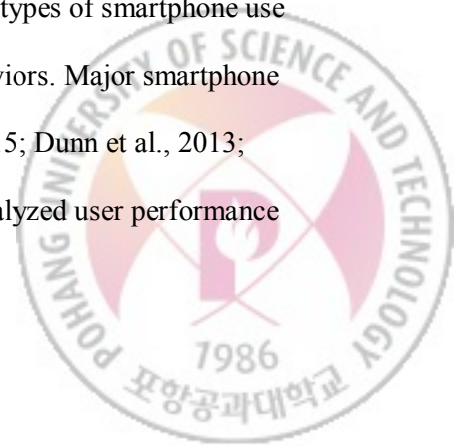 types of smartphone use
viors. Major smartphone
5; Dunn et al., 2013;
alyzed user performance
POHANG UNIVERSITY OF SCIENCE AND TECHNOLOGY
1986
포항공과대학교